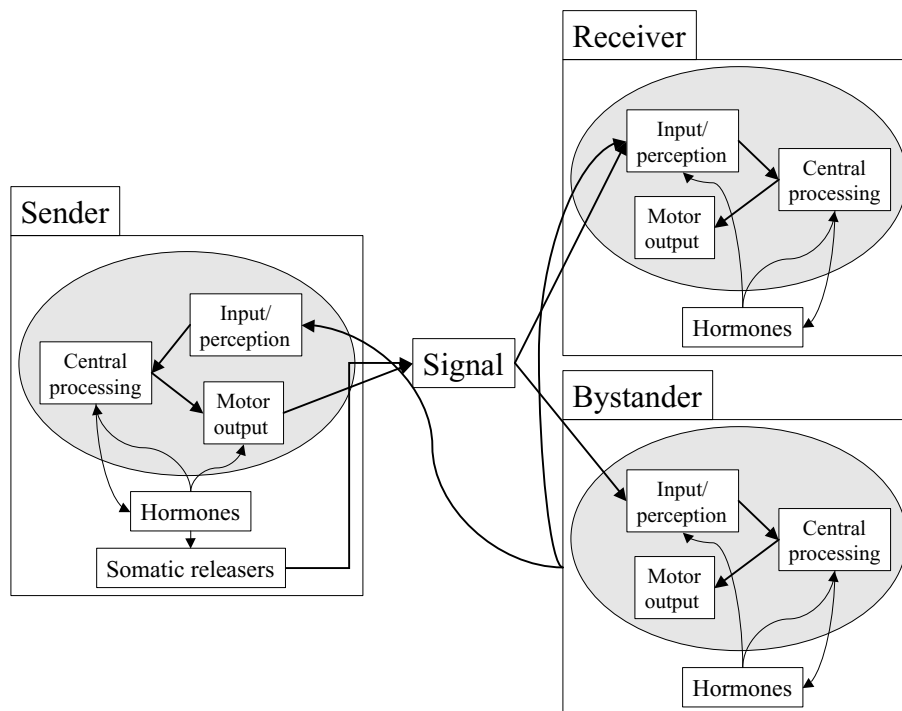 Sender
Input/
perception
Central
processing
Motor
output
Hormones
Somatic releasers
Signal
Receiver
Input/
perception
Central
processing
Motor
output
Hormones
Bystander
Input/
perception
Central
processing
Motor
output
Hormones